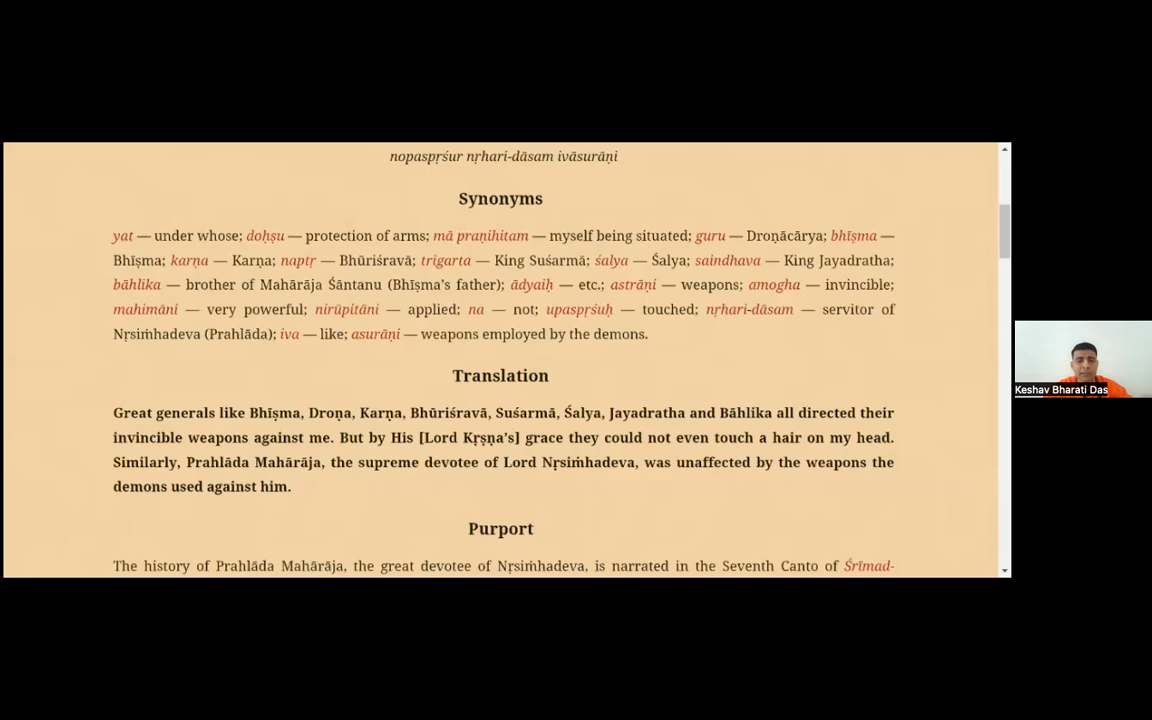 nopaspṛśur nṛhari-dāsam ivāsurāṇi
Synonyms
yat — under whose; doḥṣu — protection of arms; mā praṇihitam — myself being situated; guru — Droṇācārya; bhīṣma —
Bhīṣma; karṇa — Karṇa; naptṛ — Bhūriśravā; trigarta — King Suśarmā; śalya — Śalya; saindhava — King Jayadratha;
bāhlika — brother of Mahārāja Śāntanu (Bhīṣma’s father); ādyaiḥ — etc.; astrāṇi — weapons; amogha — invincible;
mahimāni — very powerful; nirūpitāni — applied; na — not; upaspṛśuḥ — touched; nṛhari-dāsam — servitor of
Nṛsiṁhadeva (Prahlāda); iva — like; asurāṇi — weapons employed by the demons.
Translation
Great generals like Bhīṣma, Droṇa, Karṇa, Bhūriśravā, Suśarmā, Śalya, Jayadratha and Bāhlika all directed their
invincible weapons against me. But by His [Lord Kṛṣṇa’s] grace they could not even touch a hair on my head.
Similarly, Prahlāda Mahārāja, the supreme devotee of Lord Nṛsiṁhadeva, was unaffected by the weapons the
demons used against him.
Purport
The history of Prahlāda Mahārāja, the great devotee of Nṛsiṁhadeva, is narrated in the Seventh Canto of Śrīmad-
Keshav Bharati Das